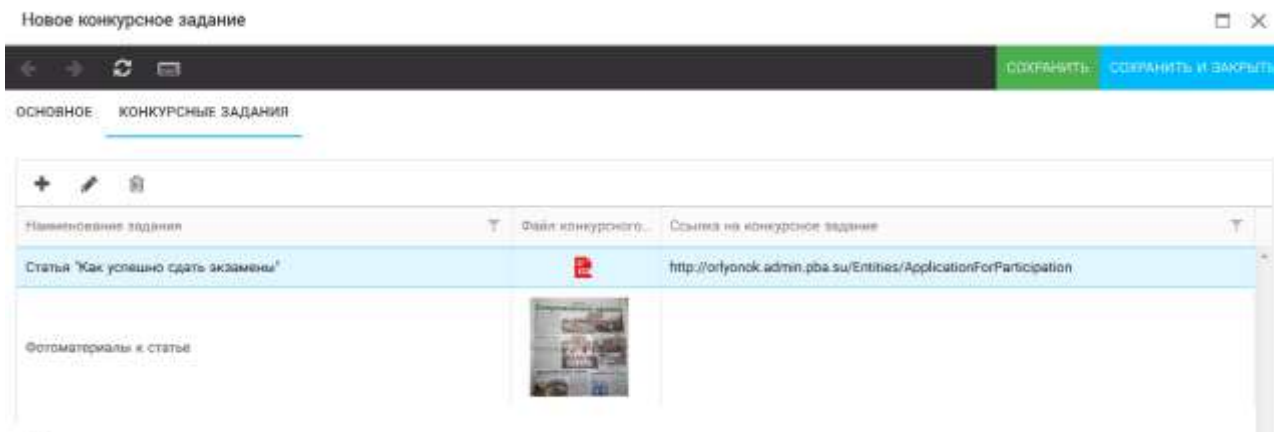 Новое конкурсное задание
СОХРАНИТЬ СОХРАНИТЬ И ЗАКРЫТЬ
ОСНОВНОЕ КОНКУРСНЫЕ ЗАДАНИЯ
Наименование задания Файл конкурсного... Ссылка на конкурсное задание
Статья "Как успешно сдать экзамены" http://orlyonok.admin.pba.su/Entities/ApplicationForParticipation
Фотоматериалы к статье